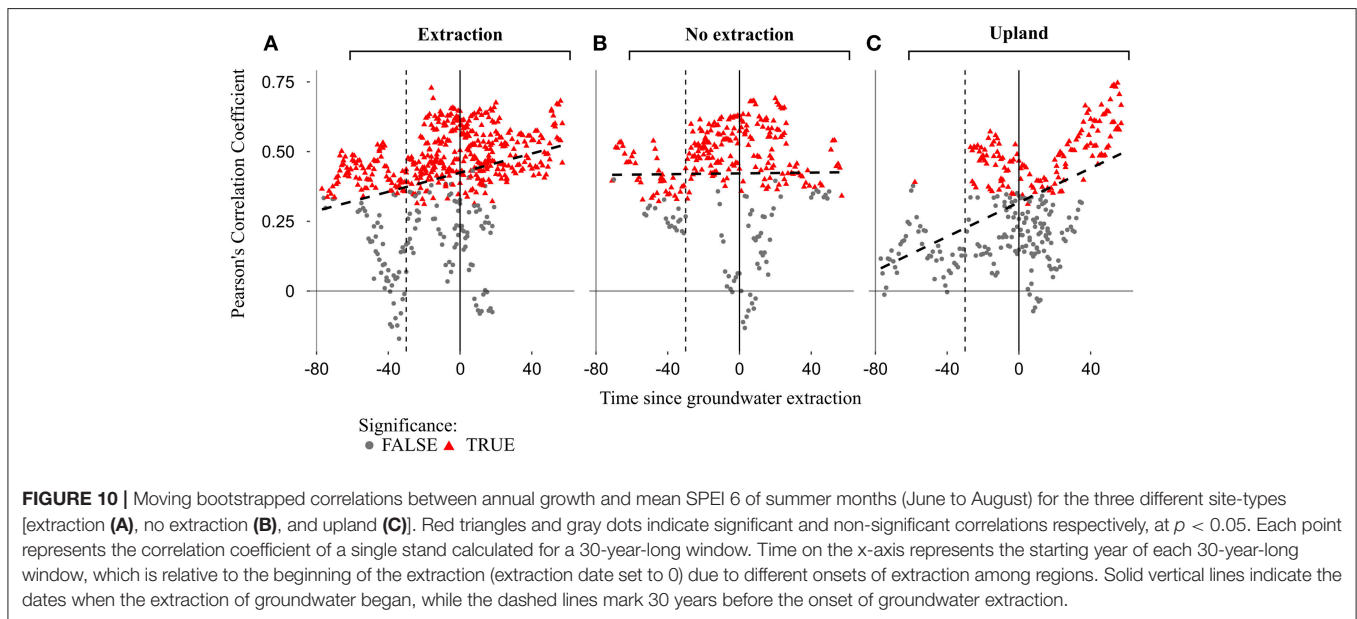 A Extraction B No extraction C Upland
Pearson's Correlation Coefficient
0.75
0.50
0.25
0
-80 -40 0 40 -80 -40 0 40 -80 -40 0 40
Time since groundwater extraction
Significance:
FALSE TRUE
FIGURE 10 | Moving bootstrapped correlations between annual growth and mean SPEI 6 of summer months (June to August) for the three different site-types
[extraction (A), no extraction (B), and upland (C)]. Red triangles and gray dots indicate significant and non-significant correlations respectively, at p < 0.05. Each point
represents the correlation coefficient of a single stand calculated for a 30-year-long window. Time on the x-axis represents the starting year of each 30-year-long
window, which is relative to the beginning of the extraction (extraction date set to 0) due to different onsets of extraction among regions. Solid vertical lines indicate the
dates when the extraction of groundwater began, while the dashed lines mark 30 years before the onset of groundwater extraction.